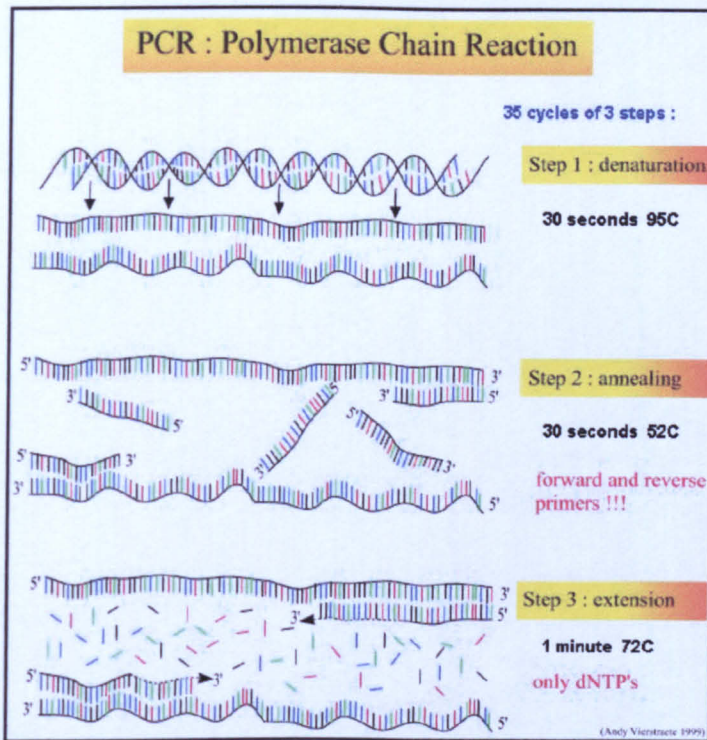 PCR : Polymerase Chain Reaction
35 cycles of 3 steps :
Step 1 : denaturation
30 seconds 95C
5'
3'
Step 2 : annealing
3'
5'
5'
3'
5'
30 seconds 52C
5'
3'
3'
3'
forward and reverse
3'
5'
primers !!!
5'
3'
3'
5'
Step 3 : extension
1 minute 72C
5'
3'
only dNTP's
3'
5'
(Andy Vierstraete 1999)